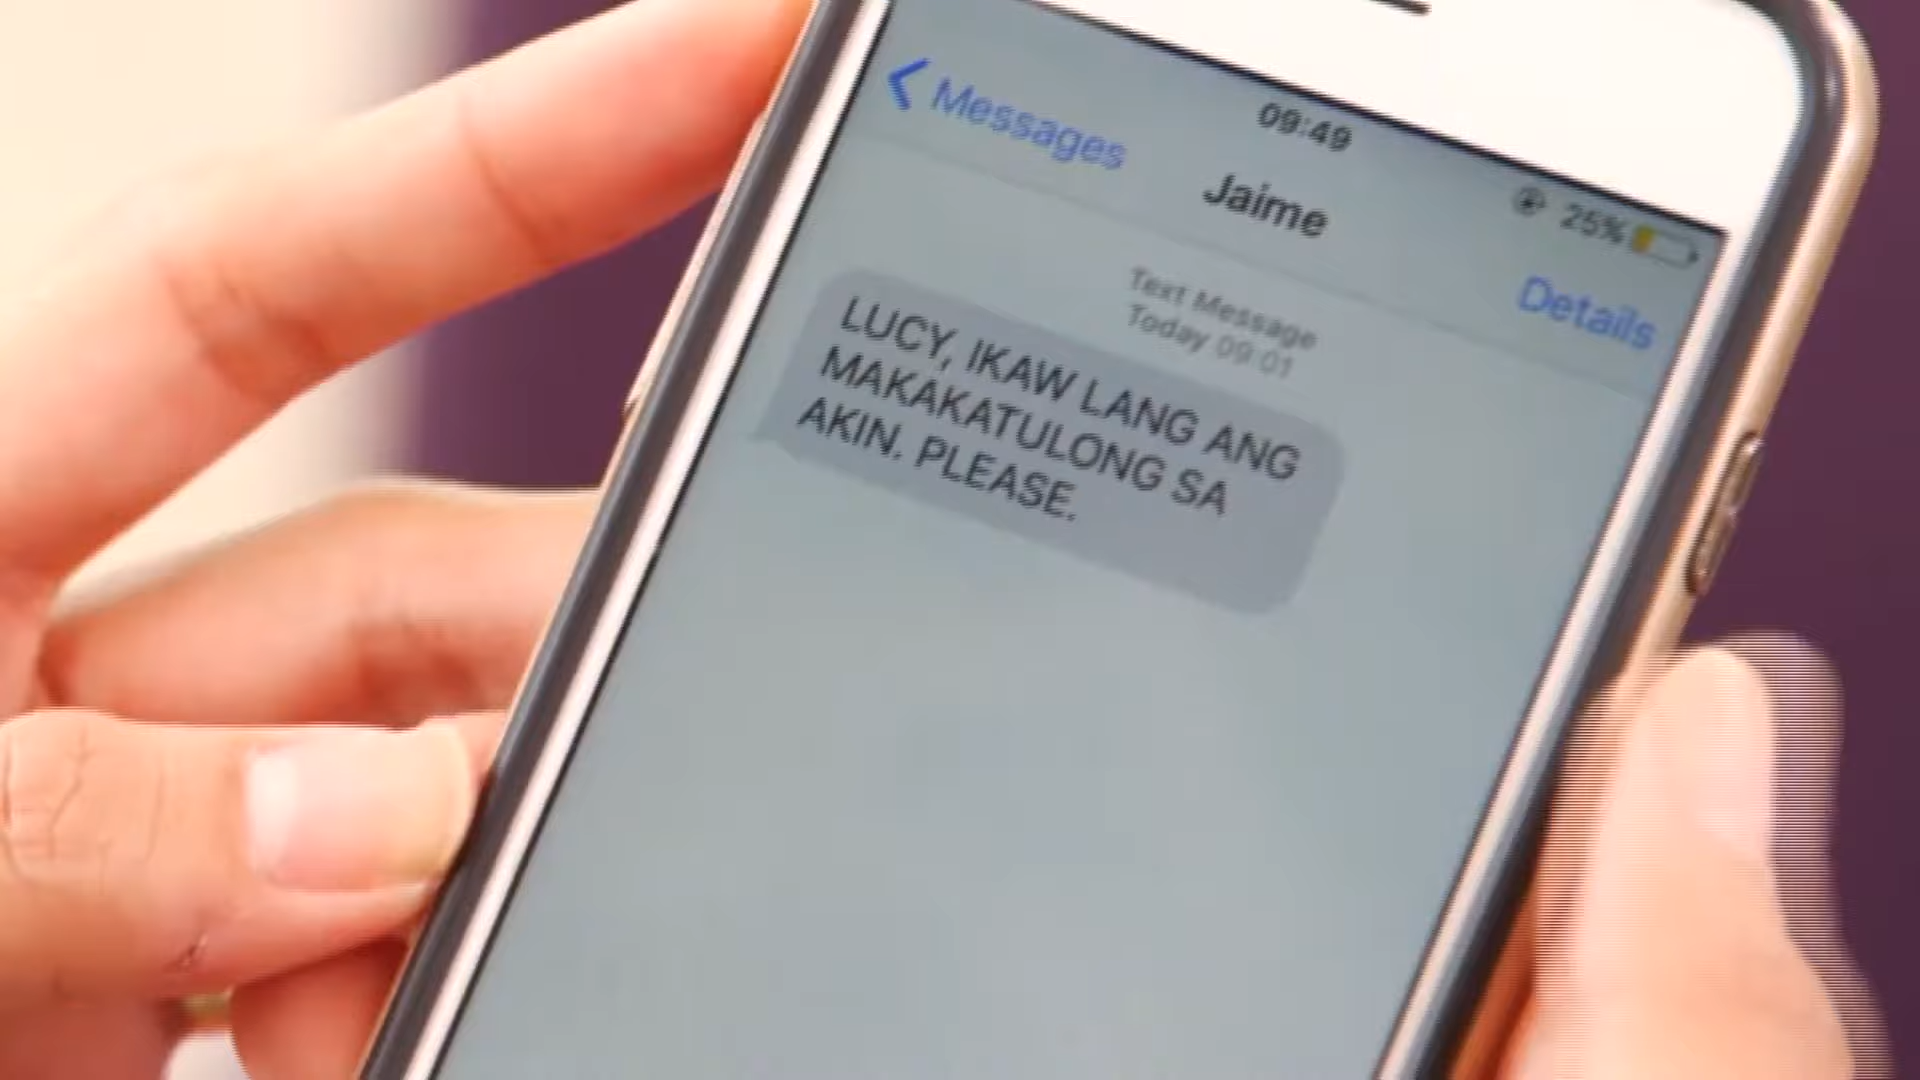 09:49
25%
Messages
Jaime
Details
Text Message
Today 09:01
LUCY, IKAW LANG ANG
MAKAKATULONG SA
AKIN. PLEASE.